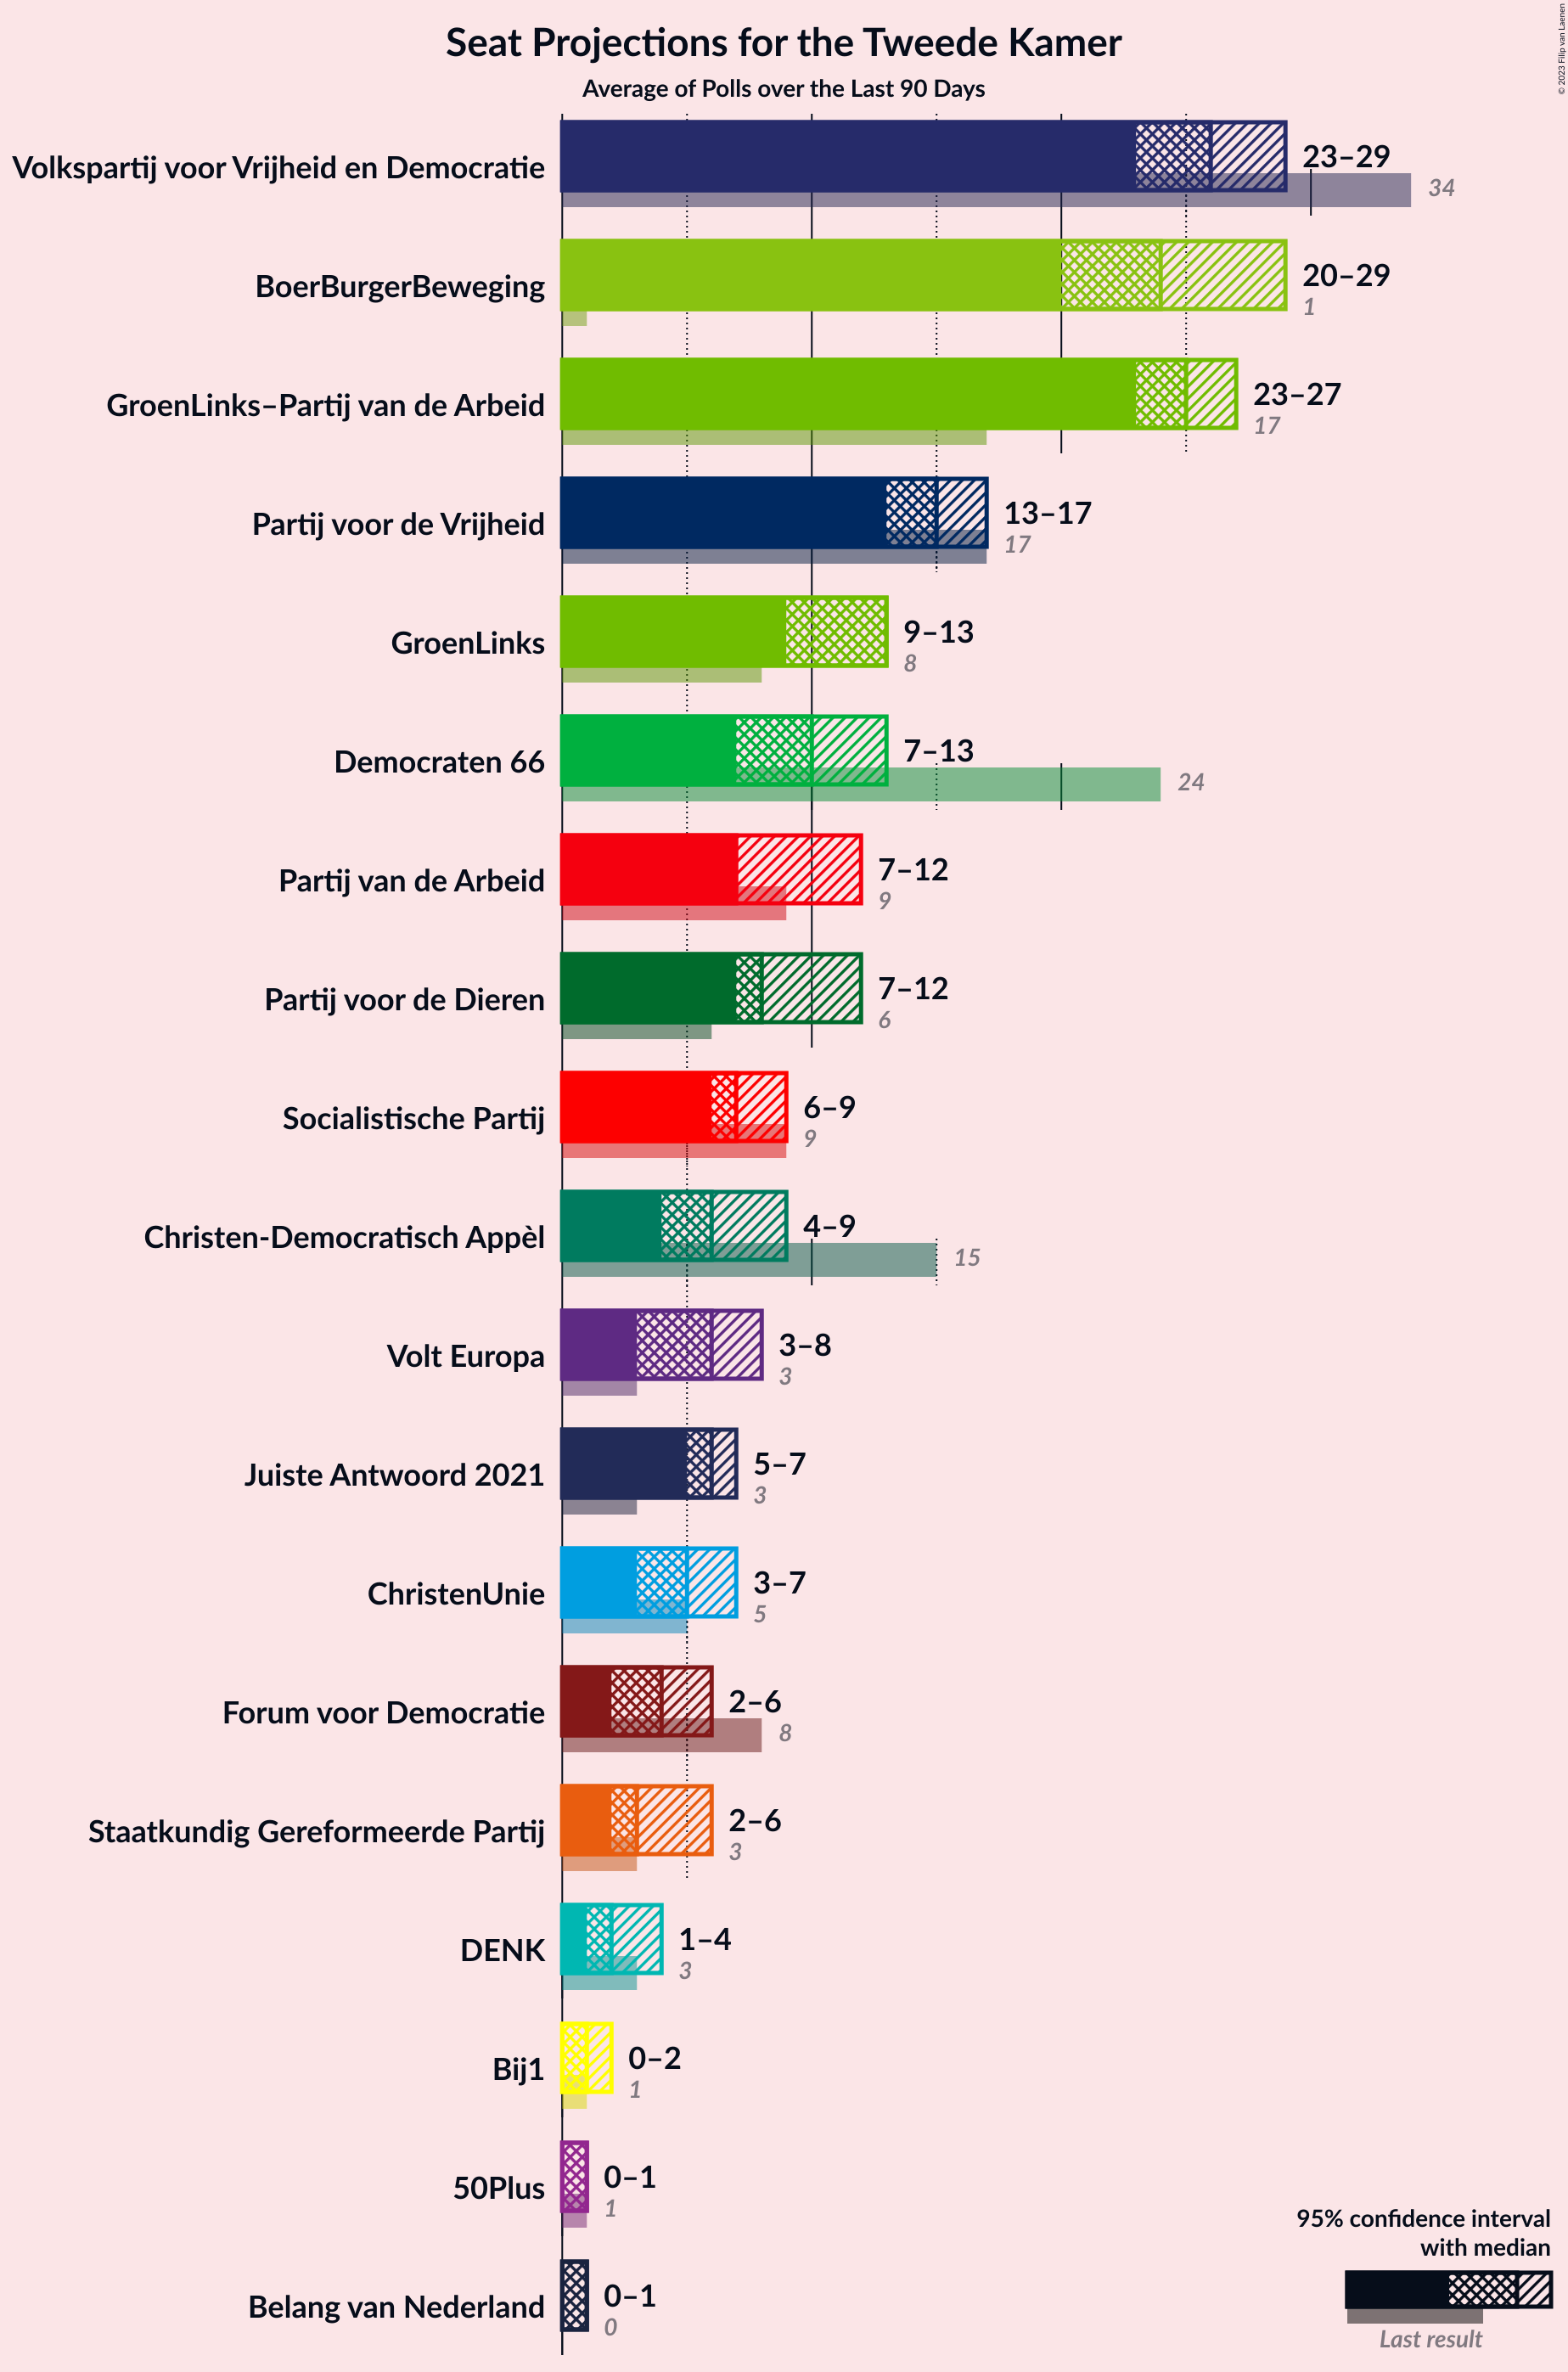 Seat Projections for the Tweede Kamer
Average of Polls over the Last 90 Days
© 2023 Filip van Laenen
Volkspartij voor Vrijheid en Democratie
23–29
34
BoerBurgerBeweging
20–29
1
GroenLinks–Partij van de Arbeid
23–27
17
Partij voor de Vrijheid
13–17
17
GroenLinks
9–13
8
Democraten 66
7–13
24
Partij van de Arbeid
7–12
9
Partij voor de Dieren
7–12
6
Socialistische Partij
6–9
9
Christen-Democratisch Appèl
4–9
15
Volt Europa
3–8
3
Juiste Antwoord 2021
5–7
3
ChristenUnie
3–7
5
Forum voor Democratie
2–6
8
Staatkundig Gereformeerde Partij
2–6
3
DENK
1–4
3
Bij1
0–2
1
50Plus
0–1
1
Belang van Nederland
0–1
0
95% confidence interval
with median
Last result